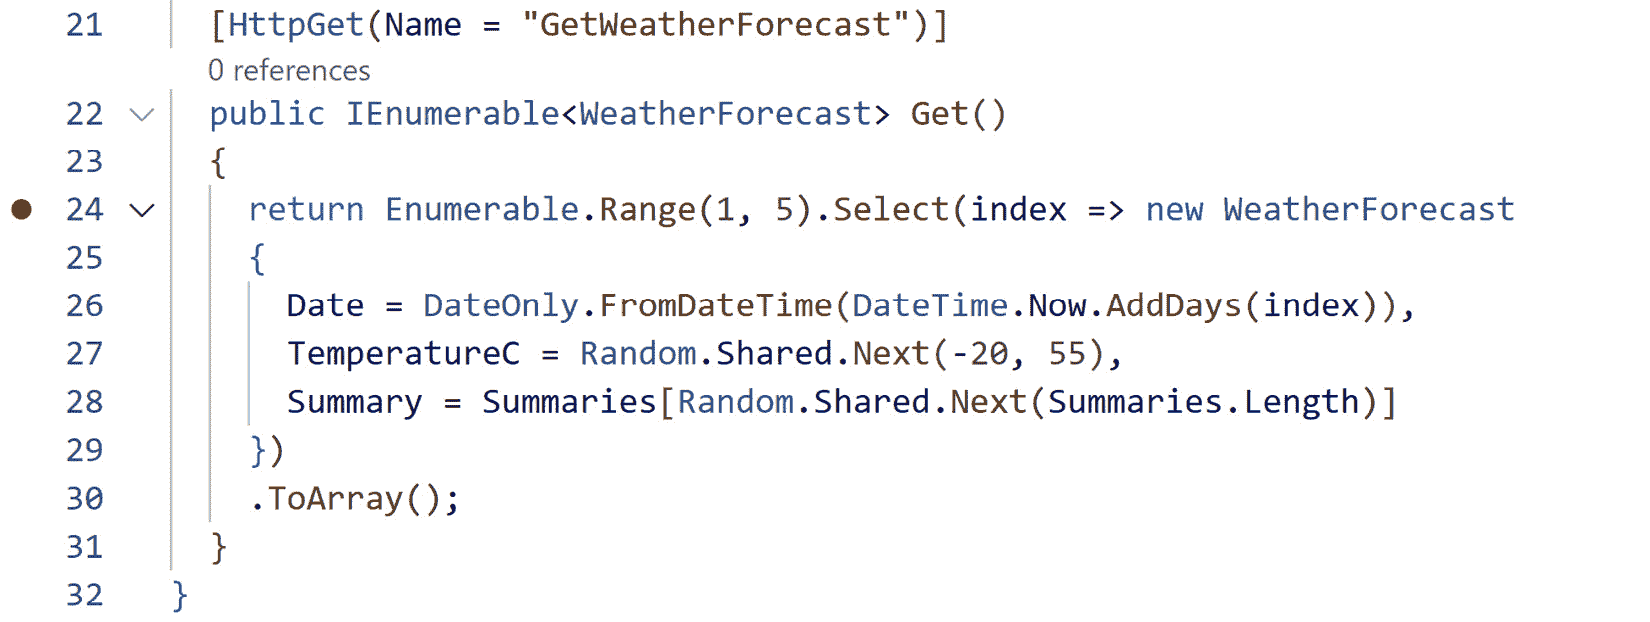 21 [HttpGet(Name = "GetWeatherForecast")]
0 references
22 public IEnumerable<WeatherForecast> Get()
23 {
24 return Enumerable.Range(1, 5).Select(index => new WeatherForecast
25 {
26 Date = DateOnly.FromDateTime(DateTime.Now.AddDays(index)),
27 TemperatureC = Random.Shared.Next(-20, 55),
28 Summary = Summaries[Random.Shared.Next(Summaries.Length)]
29 })
30 .ToArray();
31 }
32 }